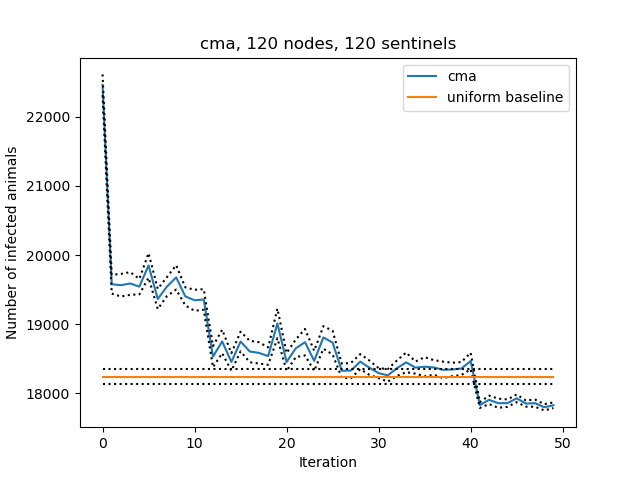 cma, 120 nodes, 120 sentinels
cma
uniform baseline
Number of infected animals
22000
21000
20000
19000
18000
0 10 20 30 40 50
Iteration